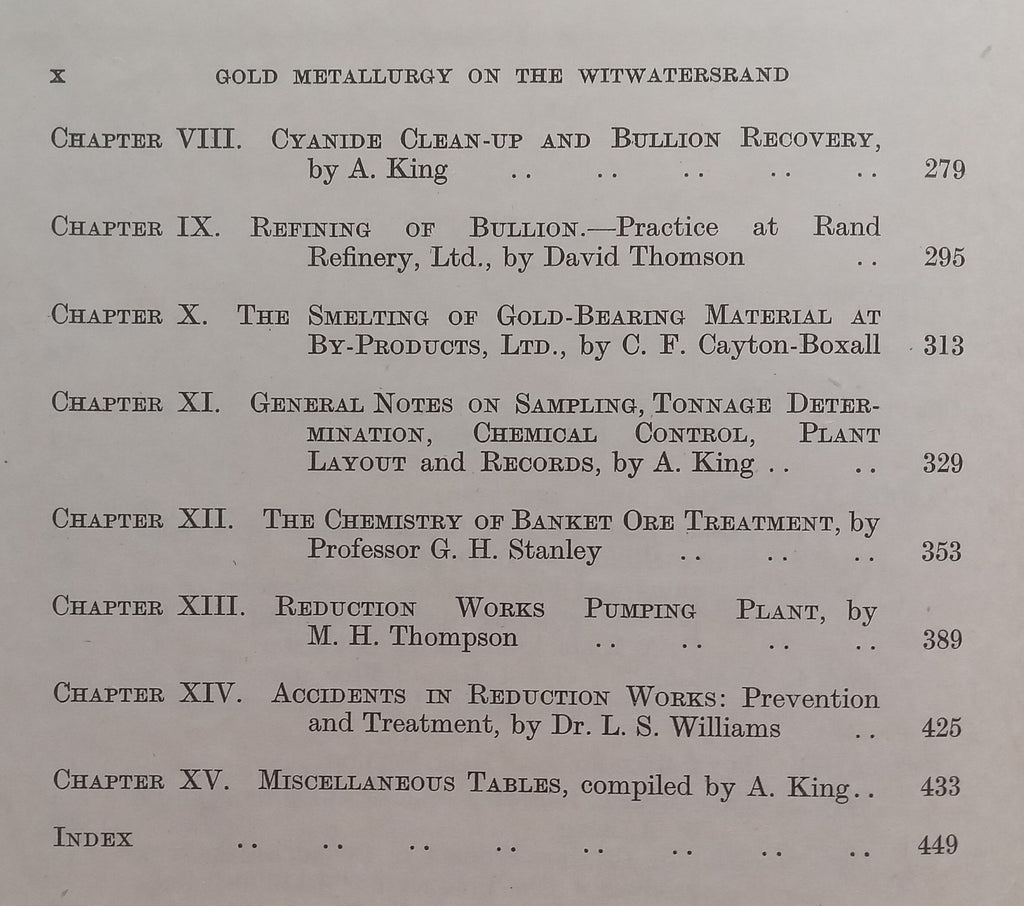 X GOLD METALLURGY ON THE WITWATERSRAND
CHAPTER VIII. CYANIDE CLEAN-UP AND BULLION RECOVERY,
by A. King .. .. .. .. .. 279
CHAPTER IX. REFINING OF BULLION.—Practice at Rand
Refinery, Ltd., by David Thomson .. 295
CHAPTER X. THE SMELTING OF GOLD-BEARING MATERIAL AT
BY-PRODUCTS, LTD., by C. F. Cayton-Boxall 313
CHAPTER XI. GENERAL NOTES ON SAMPLING, TONNAGE DETER-
MINATION, CHEMICAL CONTROL, PLANT
LAYOUT and RECORDS, by A. King .. .. 329
CHAPTER XII. THE CHEMISTRY OF BANKET ORE TREATMENT, by
Professor G. H. Stanley .. .. .. 353
CHAPTER XIII. REDUCTION WORKS PUMPING PLANT, by
M. H. Thompson .. .. .. .. 389
CHAPTER XIV. ACCIDENTS IN REDUCTION WORKS: Prevention
and Treatment, by Dr. L. S. Williams .. 425
CHAPTER XV. MISCELLANEOUS TABLES, compiled by A. King.. 433
INDEX .. .. .. .. .. .. .. .. 449